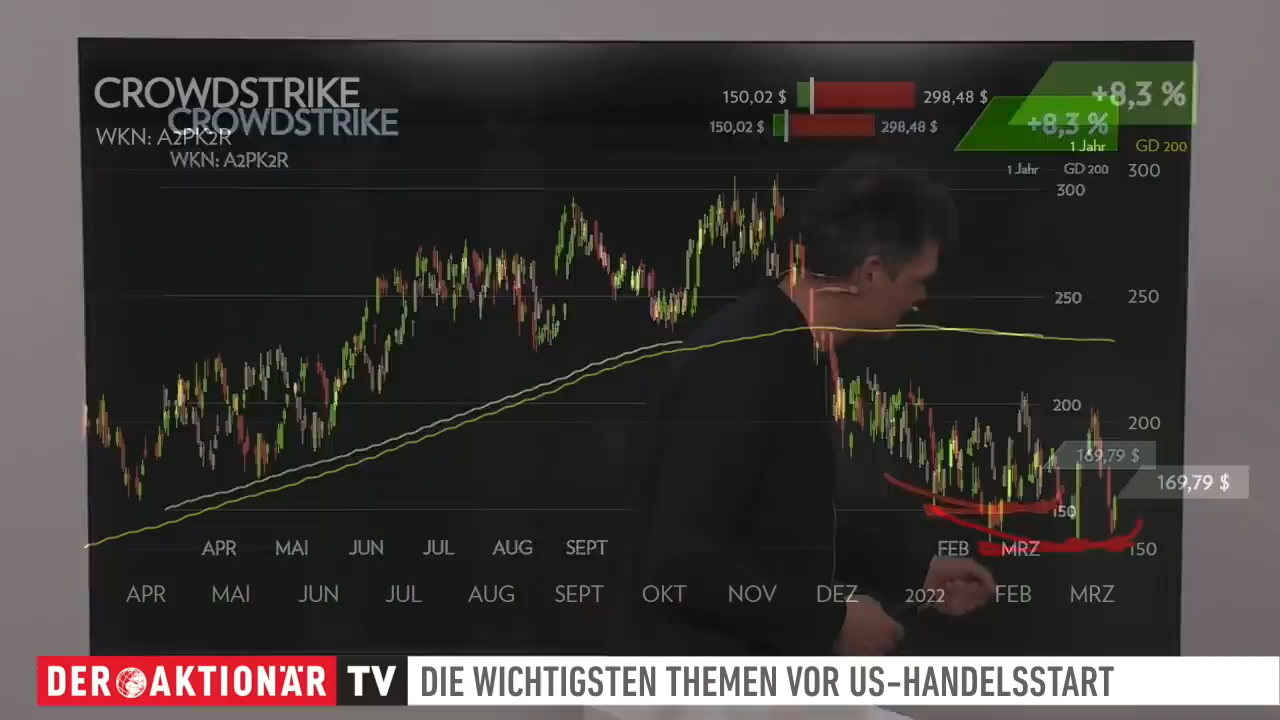 CROWDSTRIKE
WKN: A2PK2R
150,02 $ 298,48 $
+8,3 %
1 Jahr GD 200
CROWDSTRIKE
WKN: A2PK2R
150,02 $ 298,48 $
+8,3 %
1 Jahr GD 200
300
300
250
250
200
200
169,79 $
169,79 $
150
150
APR MAI JUN JUL AUG SEPT FEB MRZ
APR MAI JUN JUL AUG SEPT OKT NOV DEZ 2022 FEB MRZ
DER AKTIONÄR TV DIE WICHTIGSTEN THEMEN VOR US-HANDELSSTART